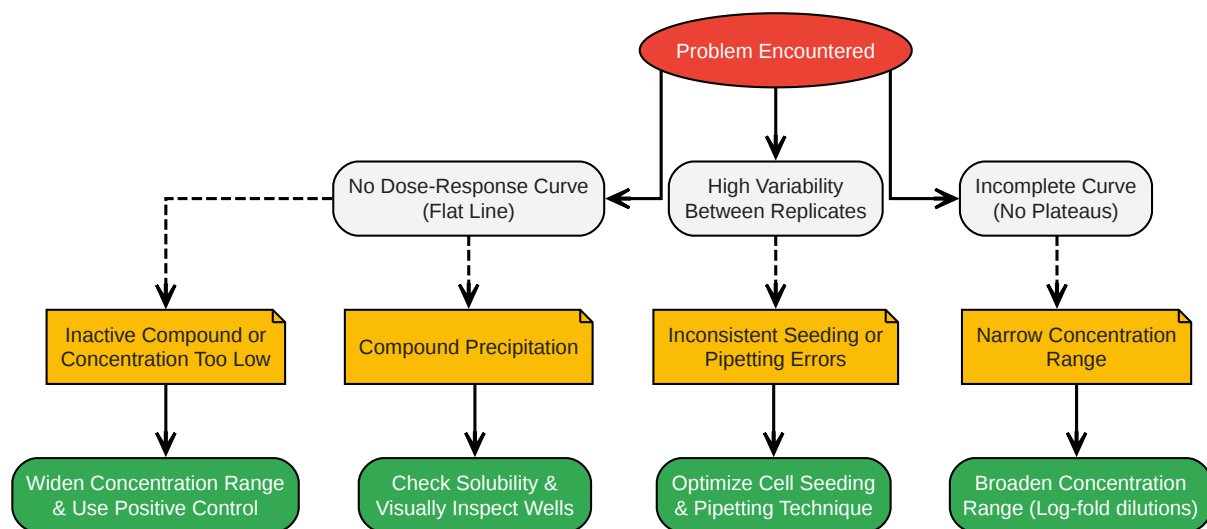 Problem Encountered
No Dose-Response Curve
(Flat Line)
High Variability
Between Replicates
Incomplete Curve
(No Plateaus)
Inactive Compound or
Concentration Too Low
Compound Precipitation
Inconsistent Seeding or
Pipetting Errors
Narrow Concentration
Range
Widen Concentration Range
& Use Positive Control
Check Solubility &
Visually Inspect Wells
Optimize Cell Seeding
& Pipetting Technique
Broaden Concentration
Range (Log-fold dilutions)